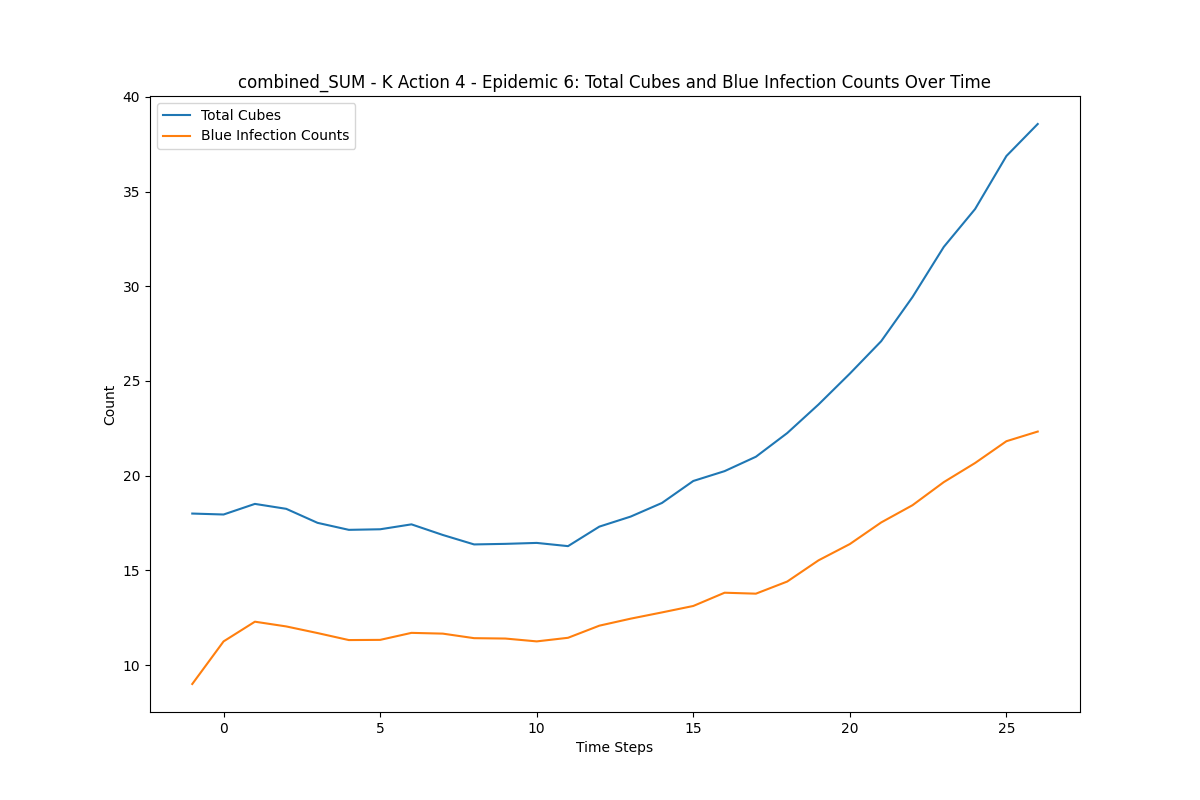 combined_SUM - K Action 4 - Epidemic 6: Total Cubes and Blue Infection Counts Over Time
Total Cubes
Blue Infection Counts
40
35
30
25
20
15
10
Count
0 5 10 15 20 25
Time Steps